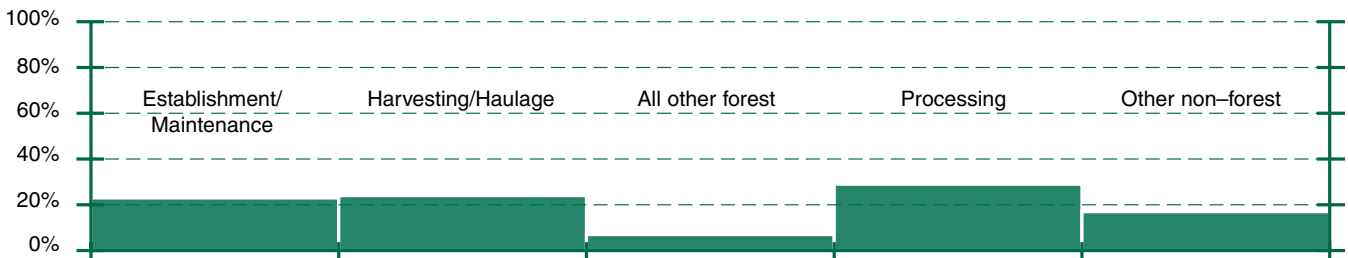 100%
80%
60%
40%
20%
0%
Establishment/
Maintenance
Harvesting/Haulage
All other forest
Processing
Other non–forest